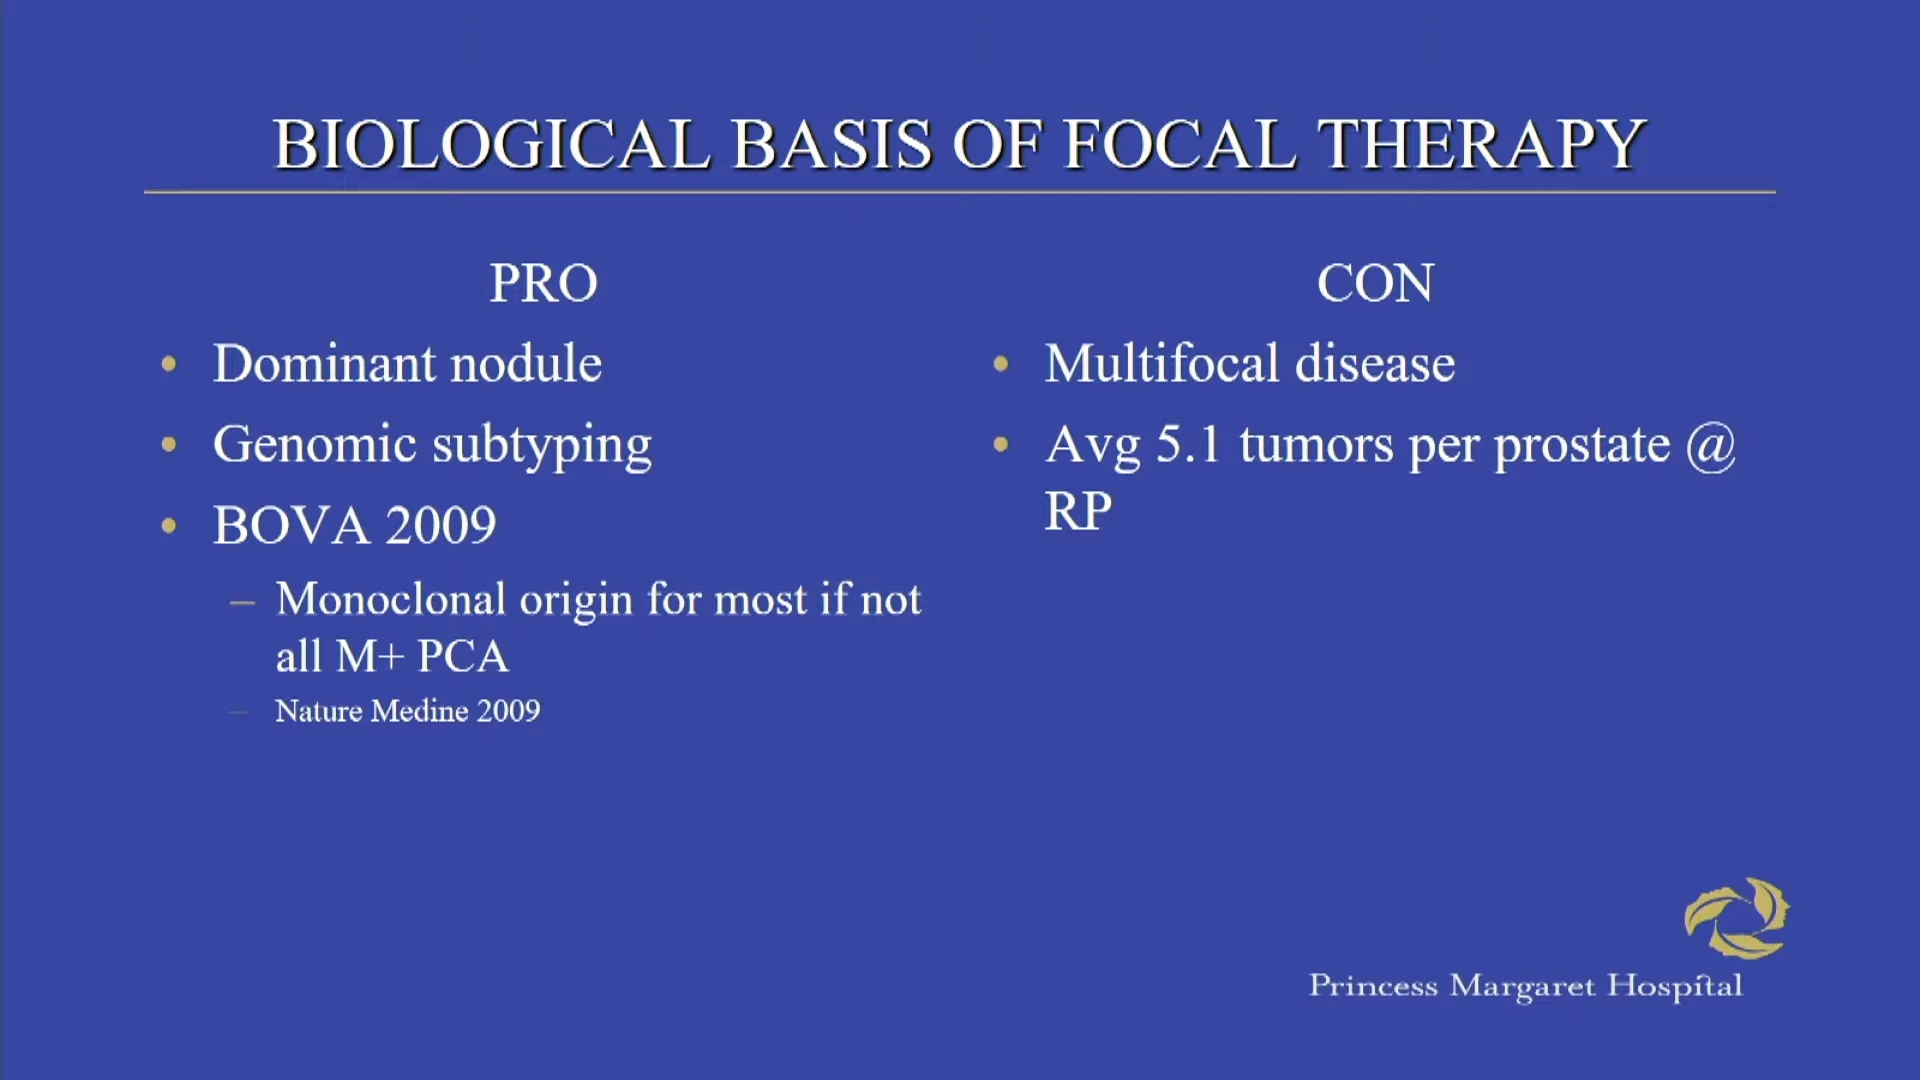 BIOLOGICAL BASIS OF FOCAL THERAPY
PRO
• Dominant nodule
• Genomic subtyping
• BOVA 2009
– Monoclonal origin for most if not
all M+ PCA
– Nature Medine 2009
CON
• Multifocal disease
• Avg 5.1 tumors per prostate @
RP
Princess Margaret Hospital